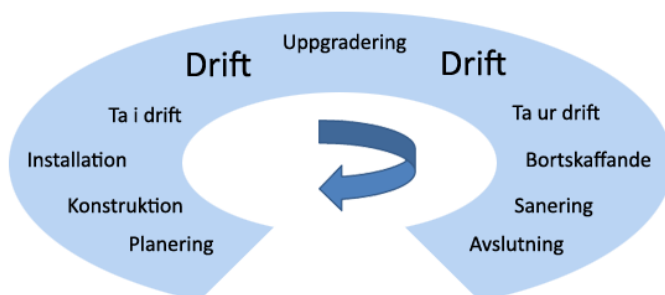 Uppgradering
Drift
Drift
Ta i drift
Ta ur drift
Installation
Bortskaffande
Konstruktion
Sanering
Planering
Avslutning